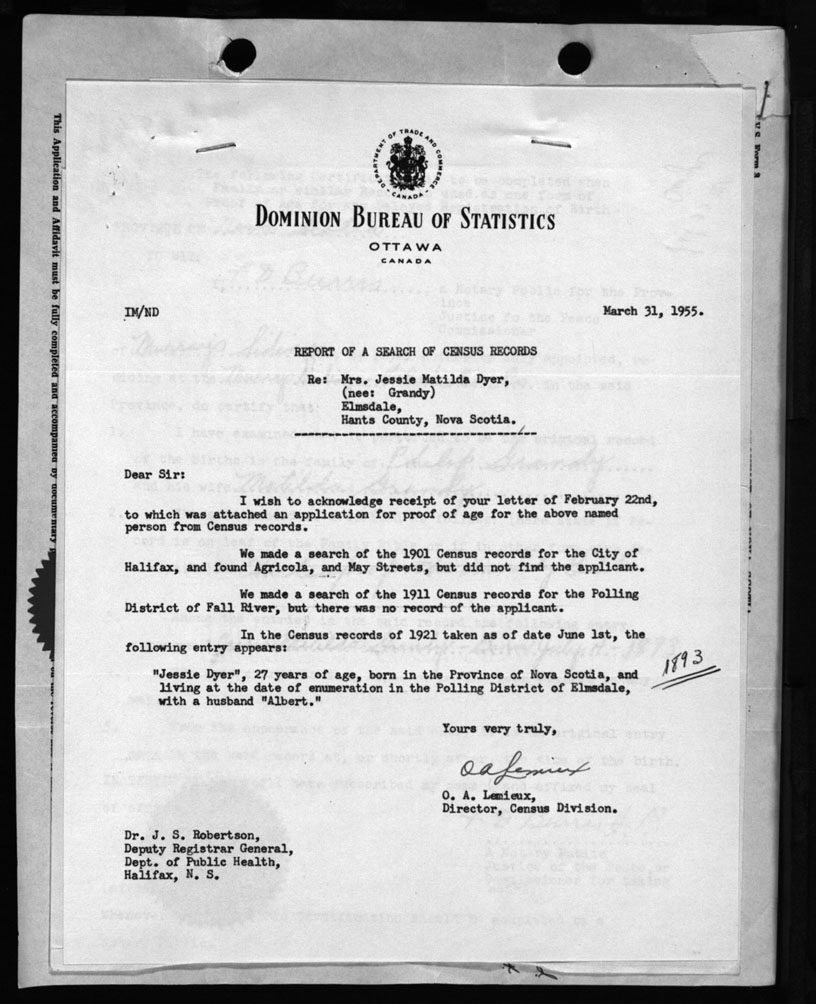 DEPARTMENT OF TRADE AND COMMERCE
CANADA
DOMINION BUREAU OF STATISTICS
OTTAWA
CANADA
IM/ND
March 31, 1955.
REPORT OF A SEARCH OF CENSUS RECORDS
Re: Mrs. Jessie Matilda Dyer,
(nee: Grandy)
Elmsdale,
Hants County, Nova Scotia.
Dear Sir:
I wish to acknowledge receipt of your letter of February 22nd,
to which was attached an application for proof of age for the above named
person from Census records.
We made a search of the 1901 Census records for the City of
Halifax, and found Agricola, and May Streets, but did not find the applicant.
We made a search of the 1911 Census records for the Polling
District of Fall River, but there was no record of the applicant.
In the Census records of 1921 taken as of date June 1st, the
following entry appears:
"Jessie Dyer", 27 years of age, born in the Province of Nova Scotia, and
living at the date of enumeration in the Polling District of Elmsdale,
with a husband "Albert."
1893
Yours very truly,
O A Lemieux
O. A. Lemieux,
Director, Census Division.
Dr. J. S. Robertson,
Deputy Registrar General,
Dept. of Public Health,
Halifax, N. S.
This Application and Affidavit must be fully completed and accompanied by documentary